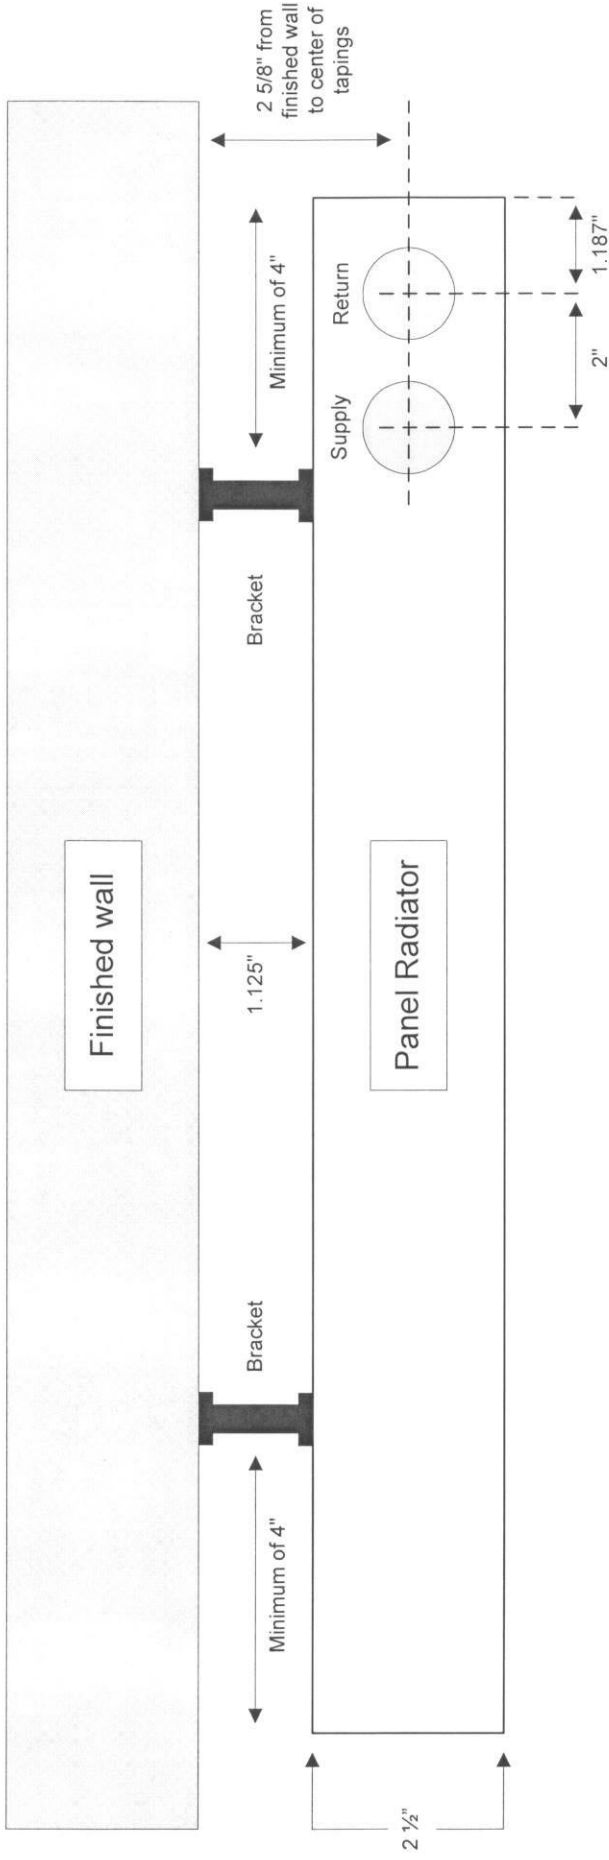 Finished wall
2 5/8" from
finished wall
to center of
tapings
Minimum of 4"
Bracket
1.125"
Bracket
Minimum of 4"
Supply
Return
Panel Radiator
2 ½"
2"
1.187"